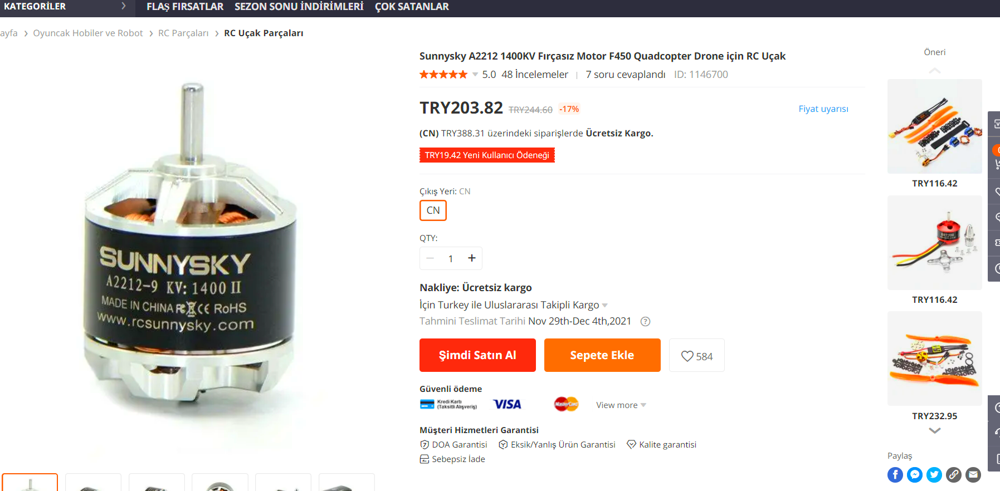 KATEGORİLER
FLAŞ FIRSATLAR
SEZON SONU İNDİRİMLERİ
ÇOK SATANLAR
ayfa > Oyuncak Hobiler ve Robot > RC Parçaları > RC Uçak Parçaları
SUNNYSKY
A2212-9 KV: 1400 II
MADE IN CHINA FC CE RoHS
www.rcsunnysky.com
Sunnysky A2212 1400KV Fırçasız Motor F450 Quadcopter Drone için RC Uçak
5.0 48 İncelemeler | 7 soru cevaplandı ID: 1146700
TRY203.82 TRY244.60 -17% Fiyat uyarısı
(CN) TRY388.31 üzerindeki siparişlerde Ücretsiz Kargo.
TRY19.42 Yeni Kullanıcı Ödeneği
Çıkış Yeri: CN
CN
QTY:
1 +
Nakliye: Ücretsiz kargo
İçin Turkey ile Uluslararası Takipli Kargo
Tahmini Teslimat Tarihi Nov 29th-Dec 4th,2021 ?
Şimdi Satın Al
Sepete Ekle
584
Güvenli ödeme
Kredi Kartı
(Taksitli Alışveriş)
VISA
MasterCard
View more
Müşteri Hizmetleri Garantisi
DOA Garantisi Eksik/Yanlış Ürün Garantisi Kalite garantisi
Sebepsiz İade
Öneri
TRY116.42
BR2206
TRY116.42
TRY232.95
Paylaş